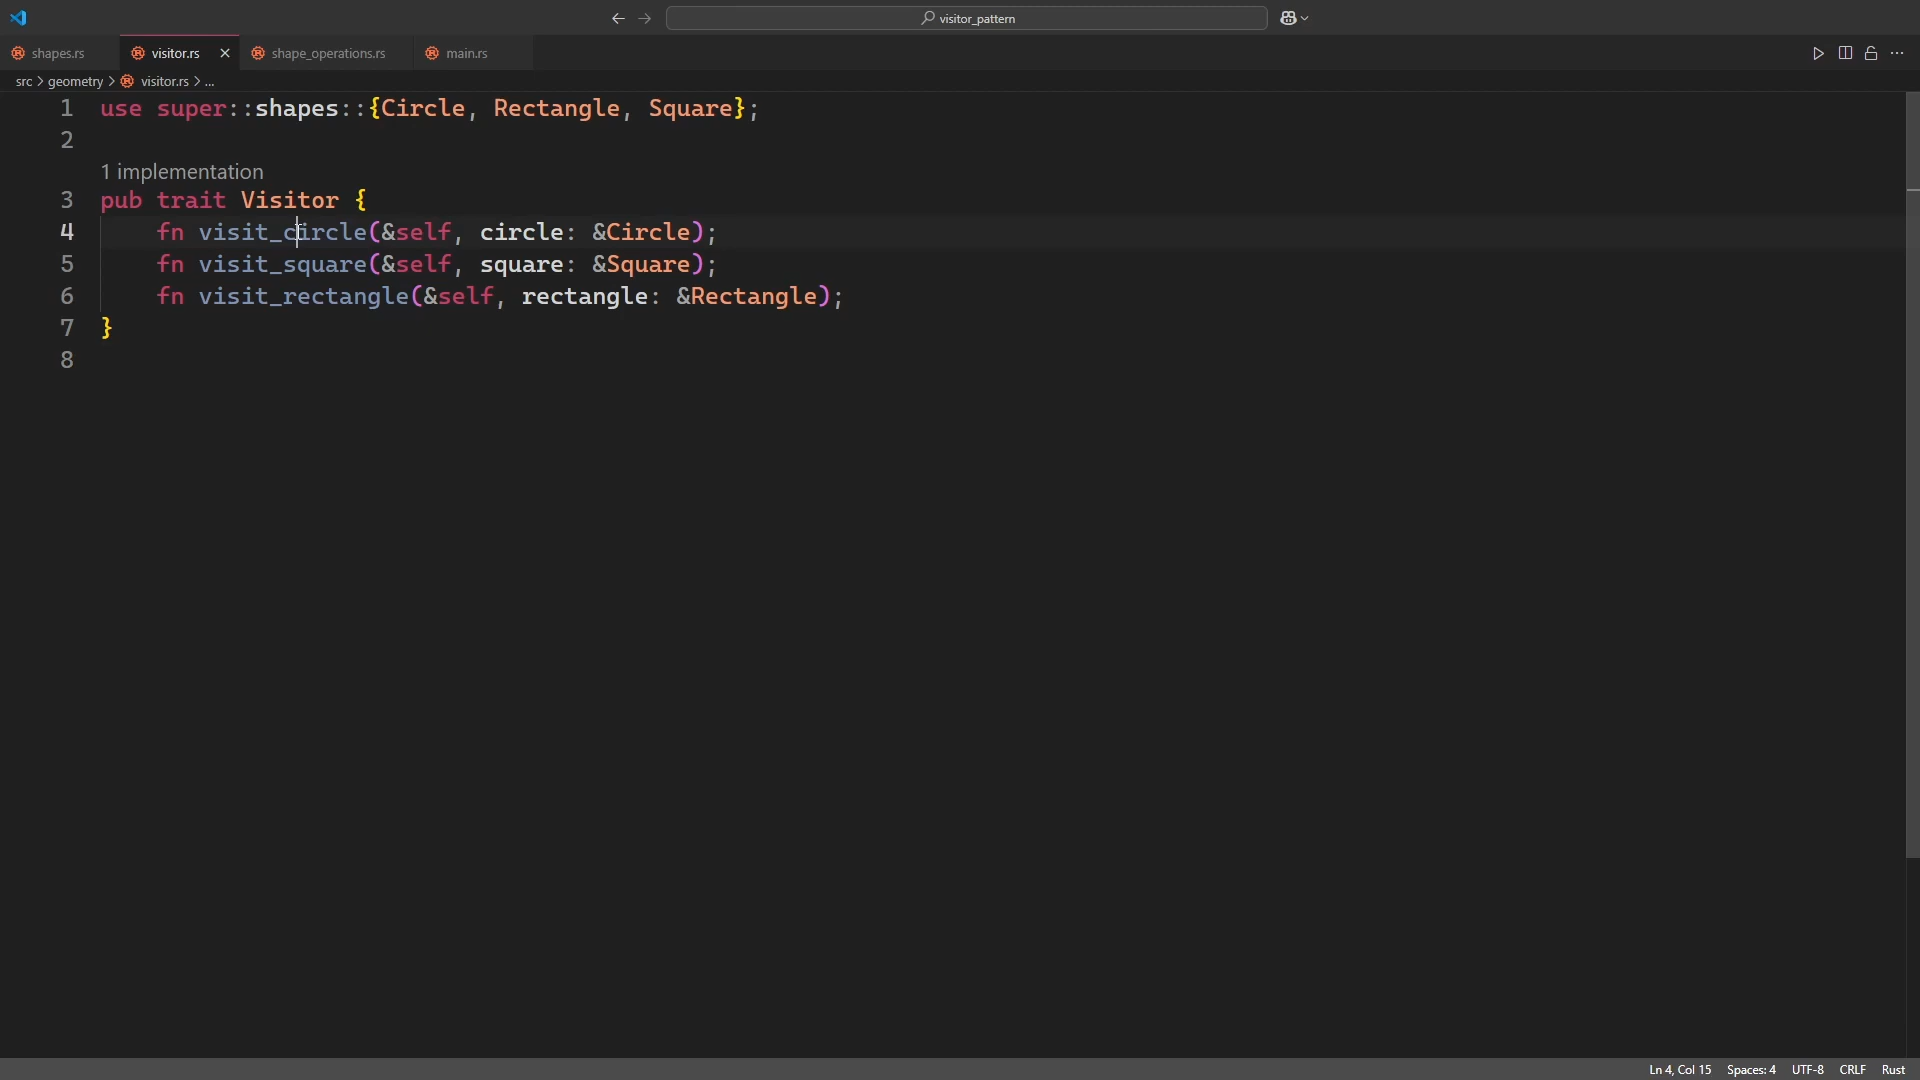 visitor_pattern
shapes.rs
visitor.rs
shape_operations.rs
main.rs
src > geometry > visitor.rs > ...
1 use super::shapes::{Circle, Rectangle, Square};
2
1 implementation
3 pub trait Visitor {
4 fn visit_circle(&self, circle: &Circle);
5 fn visit_square(&self, square: &Square);
6 fn visit_rectangle(&self, rectangle: &Rectangle);
7 }
8
Ln 4, Col 15 Spaces: 4 UTF-8 CRLF Rust